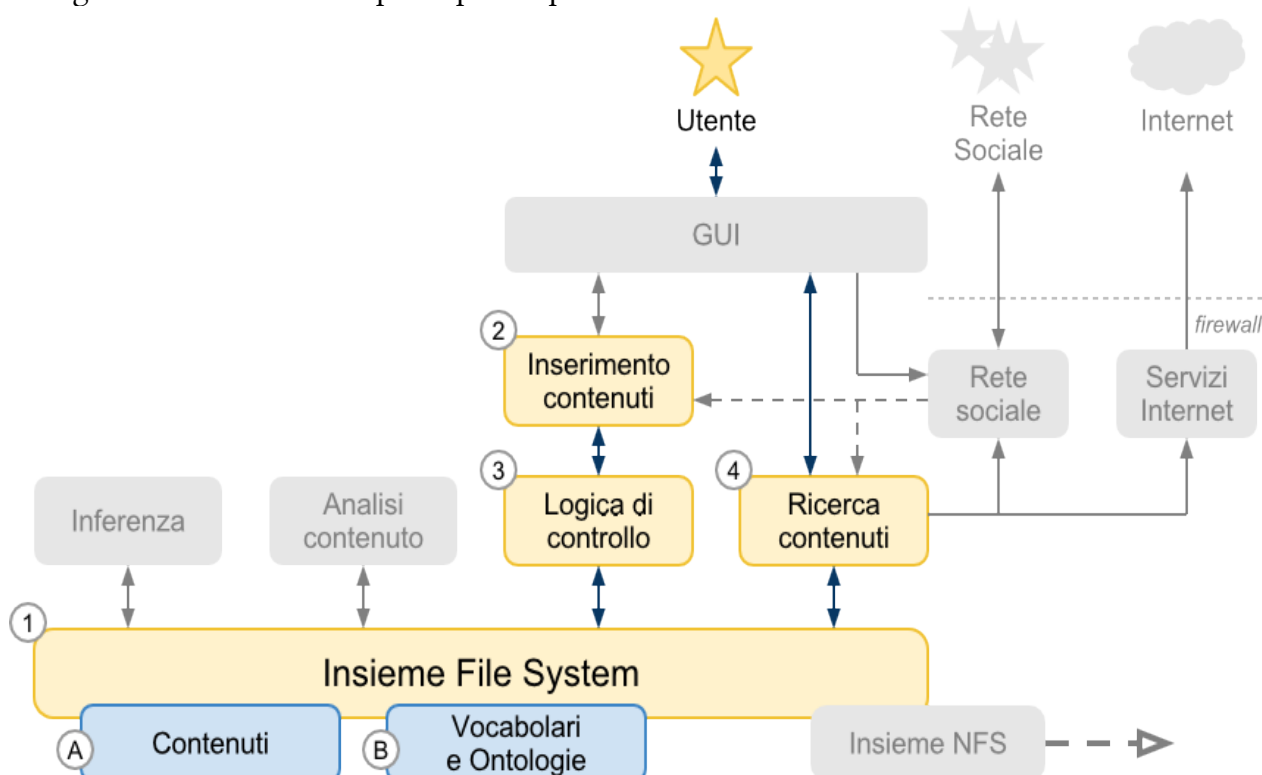 Utente
Rete
Sociale
Internet
GUI
firewall
2
Inserimento
contenuti
Rete
sociale
Servizi
Internet
3
Logica di
controllo
4
Ricerca
contenuti
Inferenza
Analisi
contenuto
1
Insieme File System
A
Contenuti
B
Vocabolari
e Ontologie
Insieme NFS